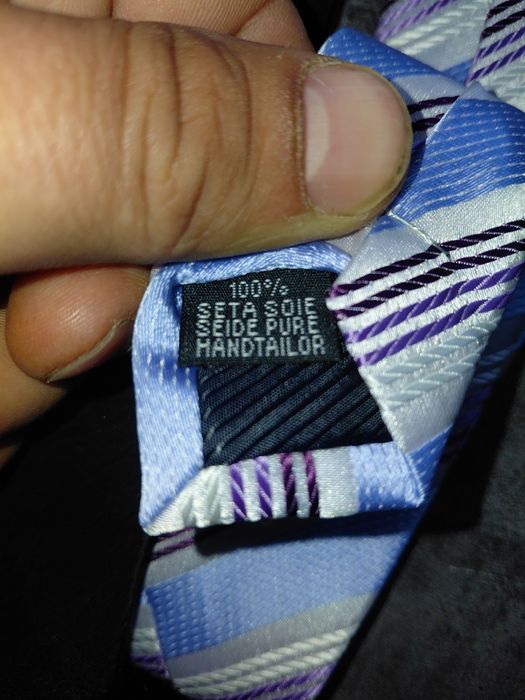 100%
SETA SOIE
SEIDE PURE
HANDTAILOR